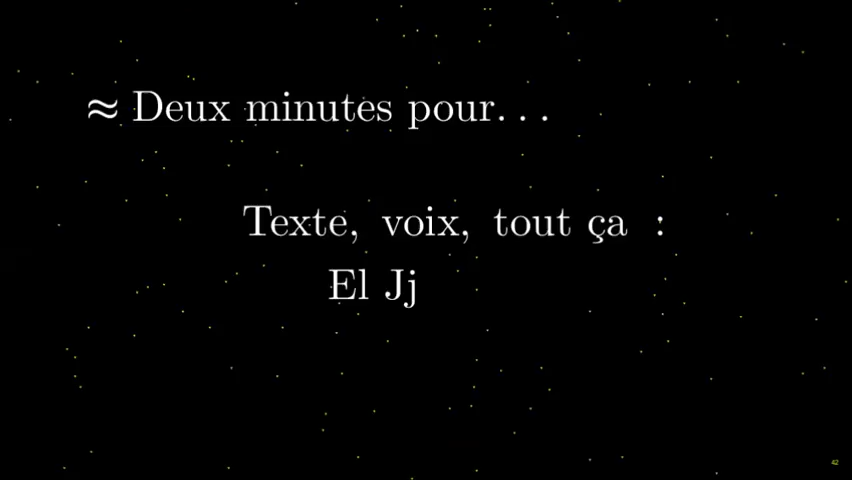 ≈ Deux minutes pour...
Texte, voix, tout ça :
El Jj
42